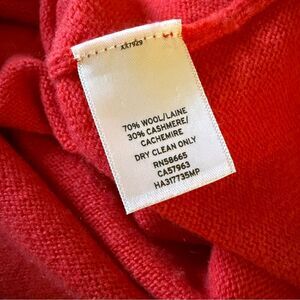 70% WOOL/LAINE
30% CASHMERE/
CACHEMIRE
DRY CLEAN ONLY
RN58665
CA57963
HA317735MP